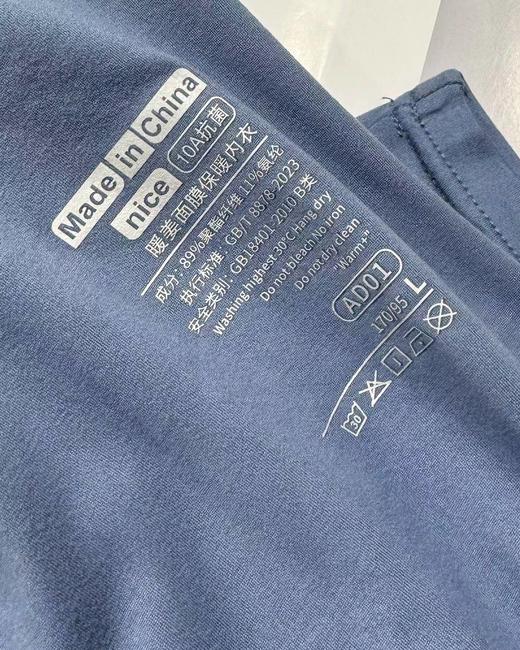 Made in China
nice 10A抗菌
暖姜面膜保暖内衣
成分: 89%聚酯纤维 11%氨纶
执行标准: GB/T 8878-2023
安全类别: GB18401-2010 B类
Washing highest 30℃ Hang dry
Do not bleach No iron
Do not dry clean
"Warm+"
AD01
170/95 L
30